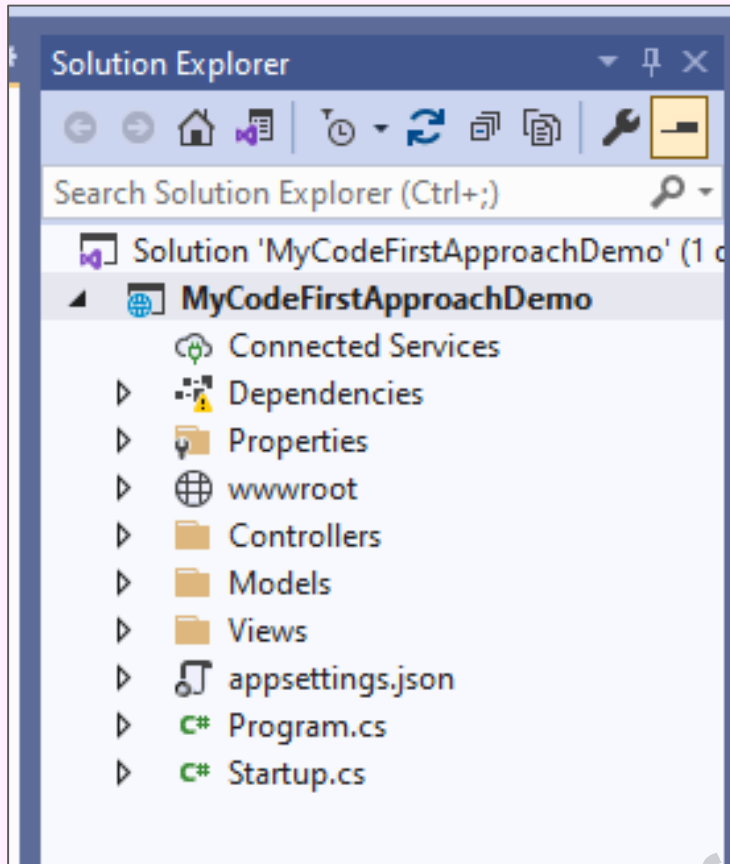 Solution Explorer
Search Solution Explorer (Ctrl+;)
Solution 'MyCodeFirstApproachDemo' (1 o
MyCodeFirstApproachDemo
Connected Services
Dependencies
Properties
wwwroot
Controllers
Models
Views
appsettings.json
C# Program.cs
C# Startup.cs